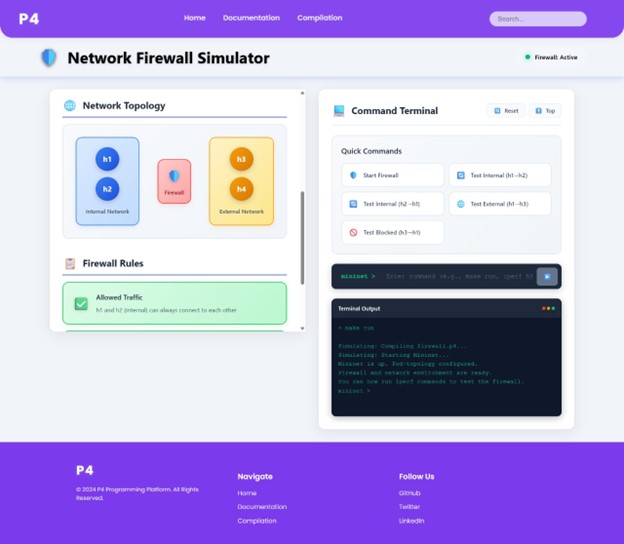 P4
Home Documentation Compilation
Search...
Network Firewall Simulator
Firewall: Active
Network Topology
h1
h2
Internal Network
Firewall
h3
h4
External Network
Firewall Rules
Allowed Traffic
h1 and h2 (internal) can always connect to each other
Command Terminal
Reset
Top
Quick Commands
Start Firewall
Test Internal (h1→h2)
Test Internal (h2→h1)
Test External (h1→h3)
Test Blocked (h3→h1)
mininet > Enter command (e.g., make run, iperf h1
Terminal Output
> make run
Simulating: Compiling firewall.p4...
Simulating: Starting Mininet...
Mininet is up. Pod-topology configured.
Firewall and network environment are ready.
You can now run iperf commands to test the firewall.
mininet >
P4
© 2024 P4 Programming Platform. All Rights
Reserved.
Navigate
Home
Documentation
Compilation
Follow Us
GitHub
Twitter
LinkedIn